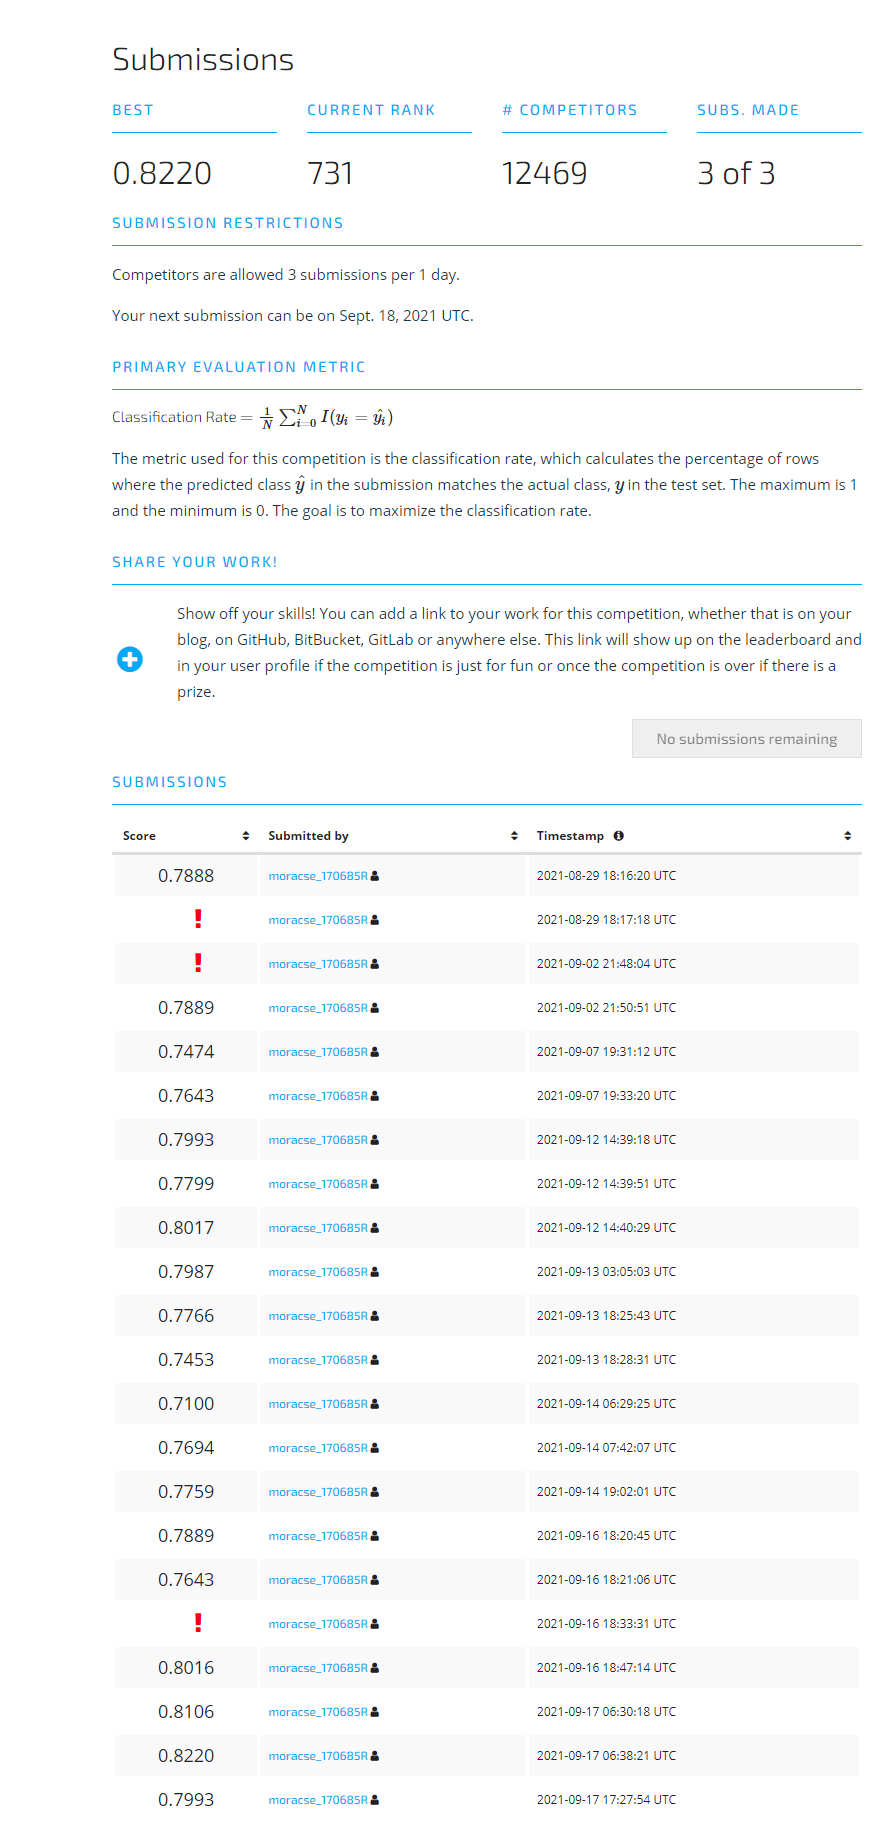 Submissions
BEST CURRENT RANK # COMPETITORS SUBS. MADE
0.8220 731 12469 3 of 3
SUBMISSION RESTRICTIONS
Competitors are allowed 3 submissions per 1 day.
Your next submission can be on Sept. 18, 2021 UTC.
PRIMARY EVALUATION METRIC
Classification Rate = 1/N ∑_{i=0}^{N} I(y_i = ŷ_i)
The metric used for this competition is the classification rate, which calculates the percentage of rows
where the predicted class ŷ in the submission matches the actual class, y in the test set. The maximum is 1
and the minimum is 0. The goal is to maximize the classification rate.
SHARE YOUR WORK!
Show off your skills! You can add a link to your work for this competition, whether that is on your
blog, on GitHub, BitBucket, GitLab or anywhere else. This link will show up on the leaderboard and
in your user profile if the competition is just for fun or once the competition is over if there is a
prize.
No submissions remaining
SUBMISSIONS
Score Submitted by Timestamp
0.7888 moracse_170685R 2021-08-29 18:16:20 UTC
! moracse_170685R 2021-08-29 18:17:18 UTC
! moracse_170685R 2021-09-02 21:48:04 UTC
0.7889 moracse_170685R 2021-09-02 21:50:51 UTC
0.7474 moracse_170685R 2021-09-07 19:31:12 UTC
0.7643 moracse_170685R 2021-09-07 19:33:20 UTC
0.7993 moracse_170685R 2021-09-12 14:39:18 UTC
0.7799 moracse_170685R 2021-09-12 14:39:51 UTC
0.8017 moracse_170685R 2021-09-12 14:40:29 UTC
0.7987 moracse_170685R 2021-09-13 03:05:03 UTC
0.7766 moracse_170685R 2021-09-13 18:25:43 UTC
0.7453 moracse_170685R 2021-09-13 18:28:31 UTC
0.7100 moracse_170685R 2021-09-14 06:29:25 UTC
0.7694 moracse_170685R 2021-09-14 07:42:07 UTC
0.7759 moracse_170685R 2021-09-14 19:02:01 UTC
0.7889 moracse_170685R 2021-09-16 18:20:45 UTC
0.7643 moracse_170685R 2021-09-16 18:21:06 UTC
! moracse_170685R 2021-09-16 18:33:31 UTC
0.8016 moracse_170685R 2021-09-16 18:47:14 UTC
0.8106 moracse_170685R 2021-09-17 06:30:18 UTC
0.8220 moracse_170685R 2021-09-17 06:38:21 UTC
0.7993 moracse_170685R 2021-09-17 17:27:54 UTC